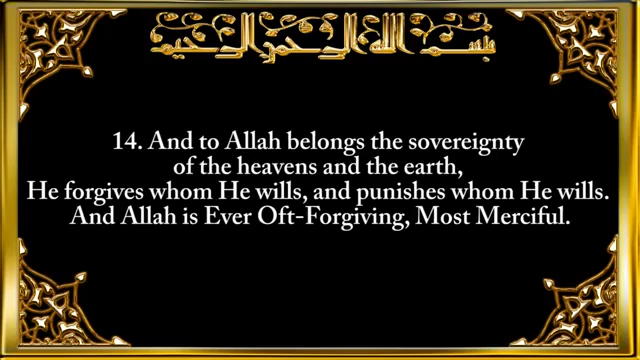 بسم الله الرحمن الرحيم
14. And to Allah belongs the sovereignty
of the heavens and the earth,
He forgives whom He wills, and punishes whom He wills.
And Allah is Ever Oft-Forgiving, Most Merciful.